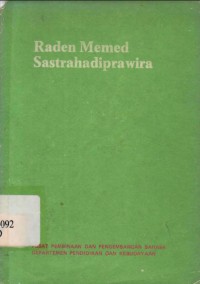 Raden Memed
Sastrahadiprawira
092
PUSAT PEMBINAAN DAN PENGEMBANGAN BAHASA
DEPARTEMEN PENDIDIKAN DAN KEBUDAYAAN